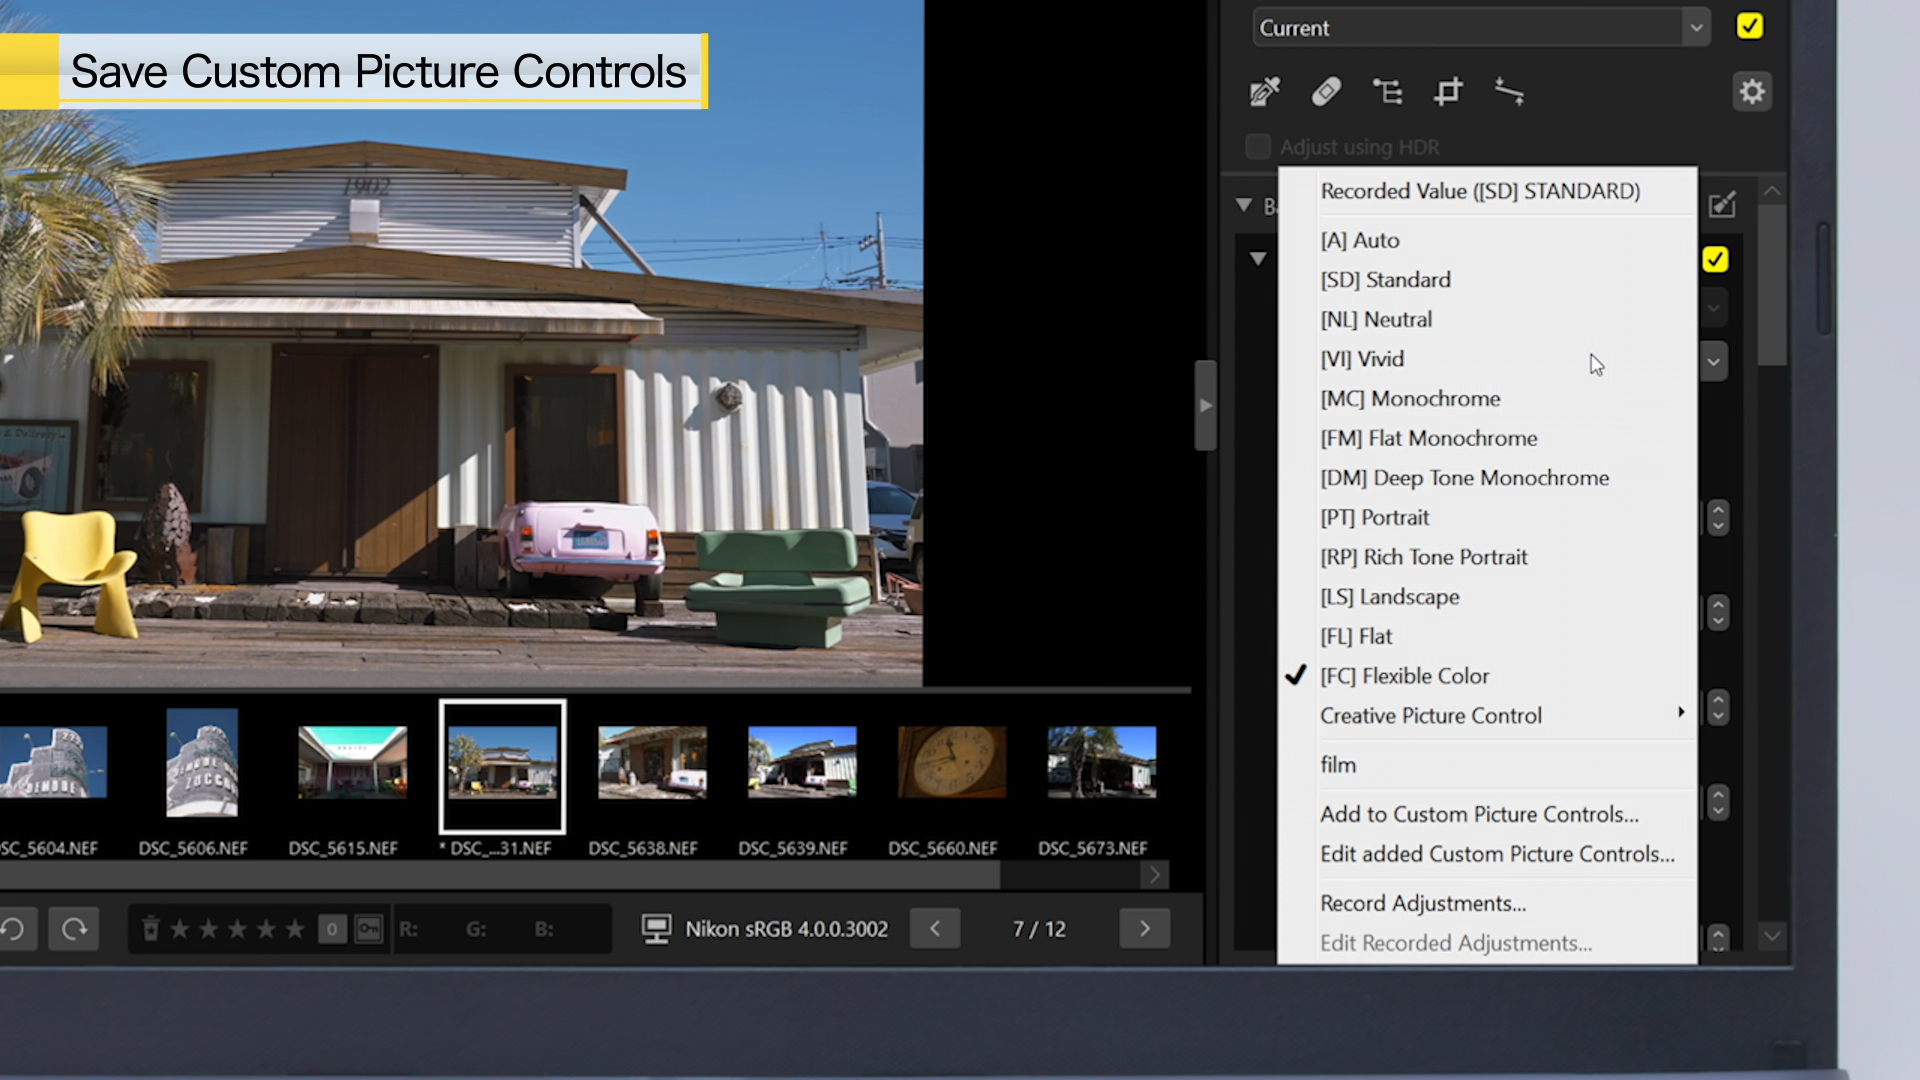 Save Custom Picture Controls
1902
Current
Adjust using HDR
Recorded Value ([SD] STANDARD)
[A] Auto
[SD] Standard
[NL] Neutral
[VI] Vivid
[MC] Monochrome
[FM] Flat Monochrome
[DM] Deep Tone Monochrome
[PT] Portrait
[RP] Rich Tone Portrait
[LS] Landscape
[FL] Flat
[FC] Flexible Color
Creative Picture Control
film
Add to Custom Picture Controls...
Edit added Custom Picture Controls...
Record Adjustments...
Edit Recorded Adjustments...
DSC_5606.NEF
DSC_5615.NEF
* DSC_...31.NEF
DSC_5638.NEF
DSC_5639.NEF
DSC_5660.NEF
DSC_5673.NEF
0
R: G: B:
Nikon sRGB 4.0.0.3002
7 / 12